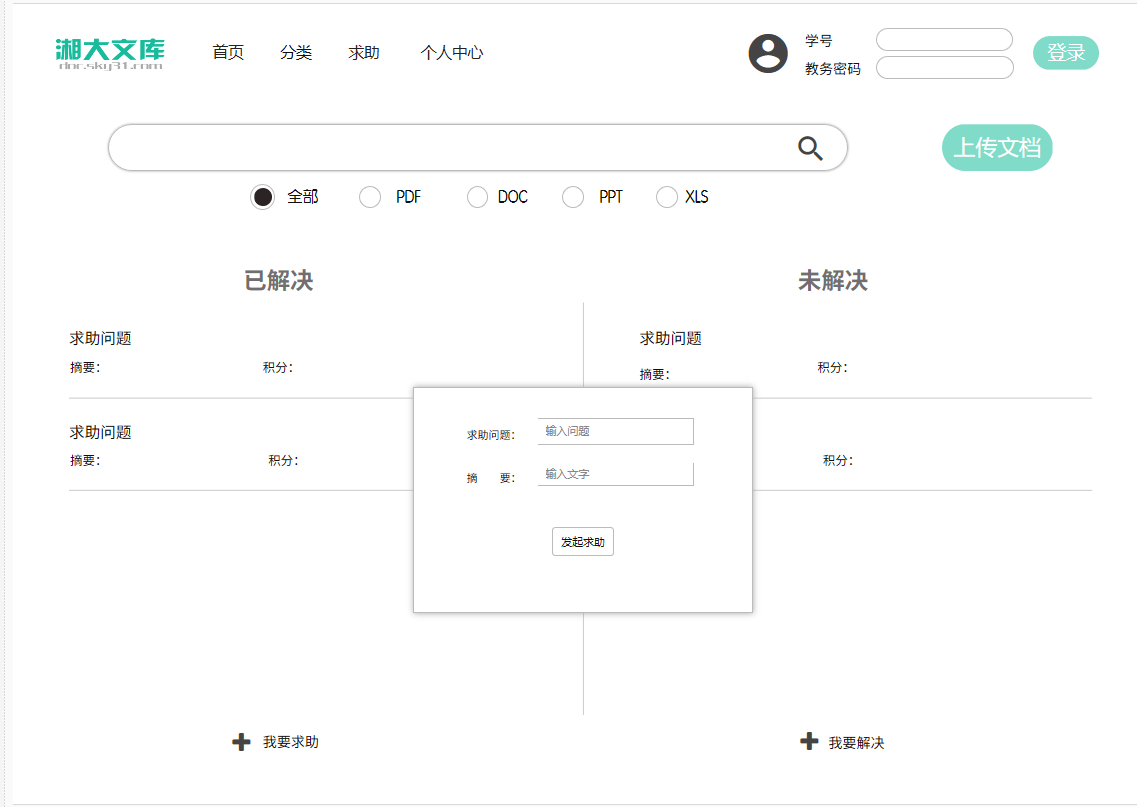 湘大文库
doc.sky31.com
首页 分类 求助 个人中心
学号
教务密码
登录
上传文档
全部 PDF DOC PPT XLS
已解决 未解决
求助问题
摘要： 积分：
求助问题
摘要： 积分：
求助问题
摘要： 积分：
积分：
求助问题： 输入问题
摘 要： 输入文字
发起求助
我要求助 我要解决